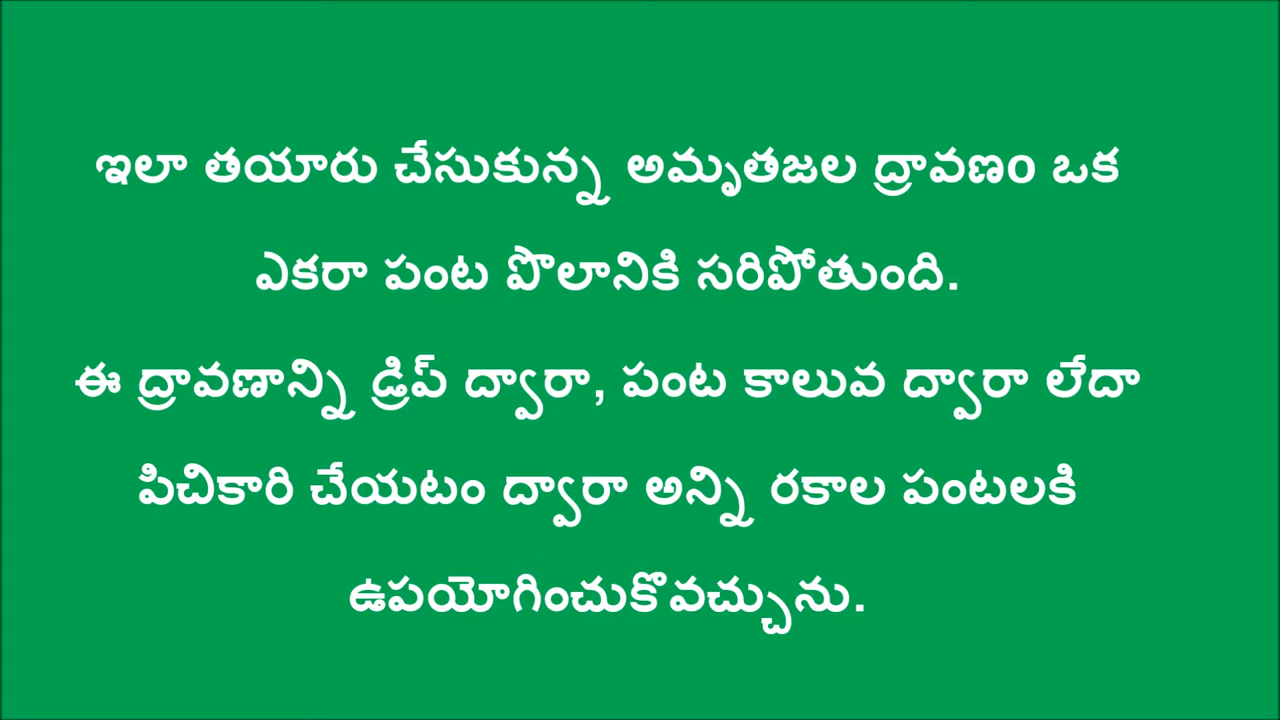 ఇలా తయారు చేసుకున్న అమృతజల ద్రావణం ఒక
ఎకరా పంట పొలానికి సరిపోతుంది.
ఈ ద్రావణాన్ని డ్రిప్ ద్వారా, పంట కాలువ ద్వారా లేదా
పిచికారి చేయటం ద్వారా అన్ని రకాల పంటలకి
ఉపయోగించుకొవచ్చును.